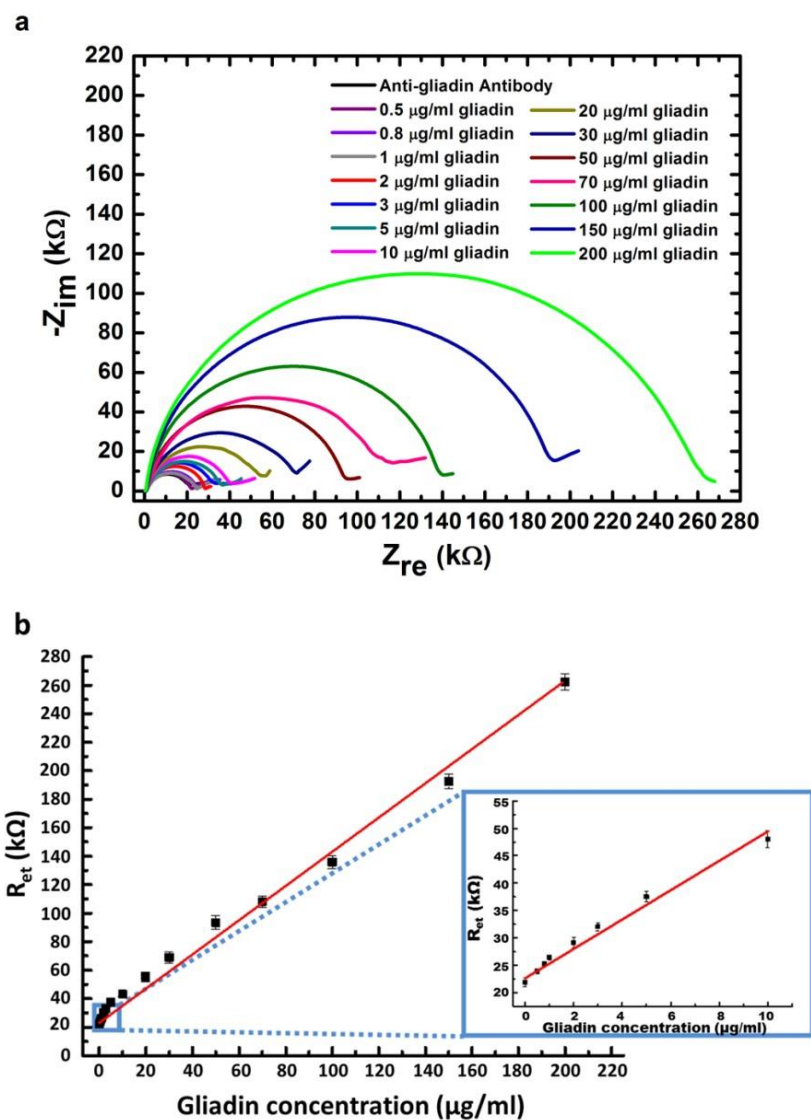 a
220
200
180
160
140
120
100
80
60
40
20
0
-Z_im (kΩ)
Anti-gliadin Antibody
0.5 μg/ml gliadin
0.8 μg/ml gliadin
1 μg/ml gliadin
2 μg/ml gliadin
3 μg/ml gliadin
5 μg/ml gliadin
10 μg/ml gliadin
20 μg/ml gliadin
30 μg/ml gliadin
50 μg/ml gliadin
70 μg/ml gliadin
100 μg/ml gliadin
150 μg/ml gliadin
200 μg/ml gliadin
0 20 40 60 80 100 120 140 160 180 200 220 240 260 280
Z_re (kΩ)
b
280
260
240
220
200
180
160
140
120
100
80
60
40
20
0
R_et (kΩ)
0 20 40 60 80 100 120 140 160 180 200 220
Gliadin concentration (μg/ml)
55
50
45
40
35
30
25
20
R_et (kΩ)
0 2 4 6 8 10
Gliadin concentration (μg/ml)